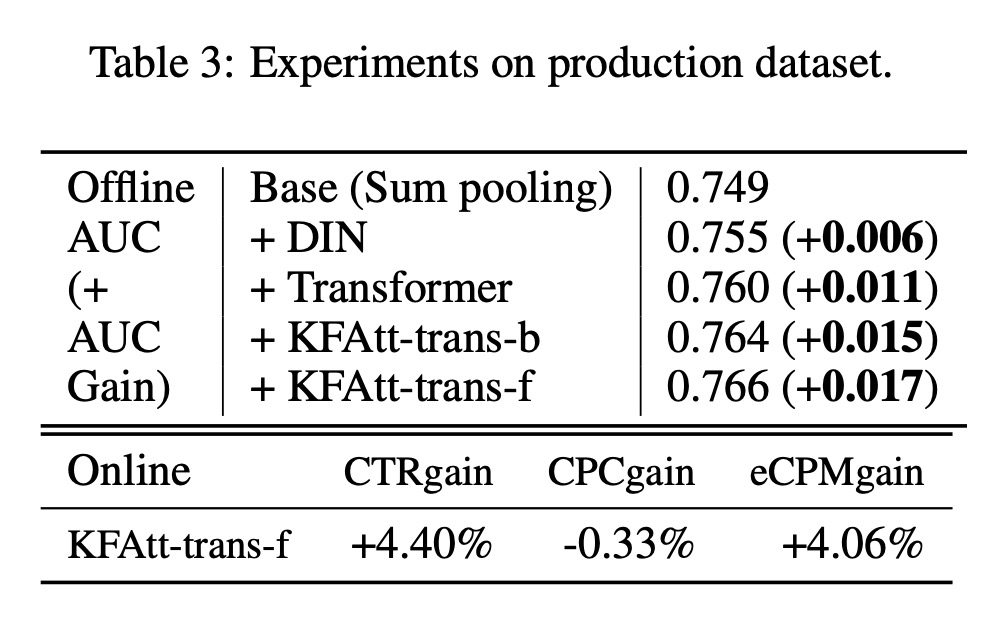 Table 3: Experiments on production dataset.
Offline Base (Sum pooling) 0.749
AUC + DIN 0.755 (+0.006)
(+ + Transformer 0.760 (+0.011)
AUC + KFAtt-trans-b 0.764 (+0.015)
Gain) + KFAtt-trans-f 0.766 (+0.017)
Online CTRgain CPCgain eCPMgain
KFAtt-trans-f +4.40% -0.33% +4.06%